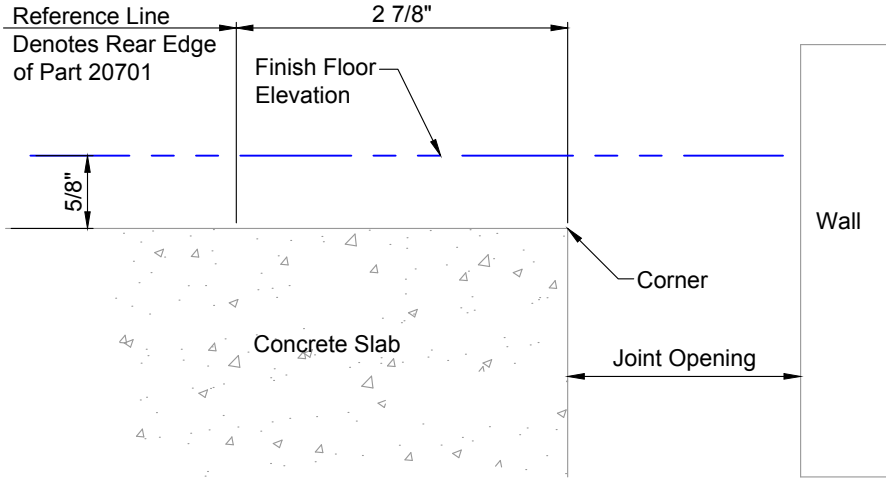 Reference Line
Denotes Rear Edge
of Part 20701
2 7/8"
Finish Floor
Elevation
5/8"
Wall
Corner
Concrete Slab
Joint Opening